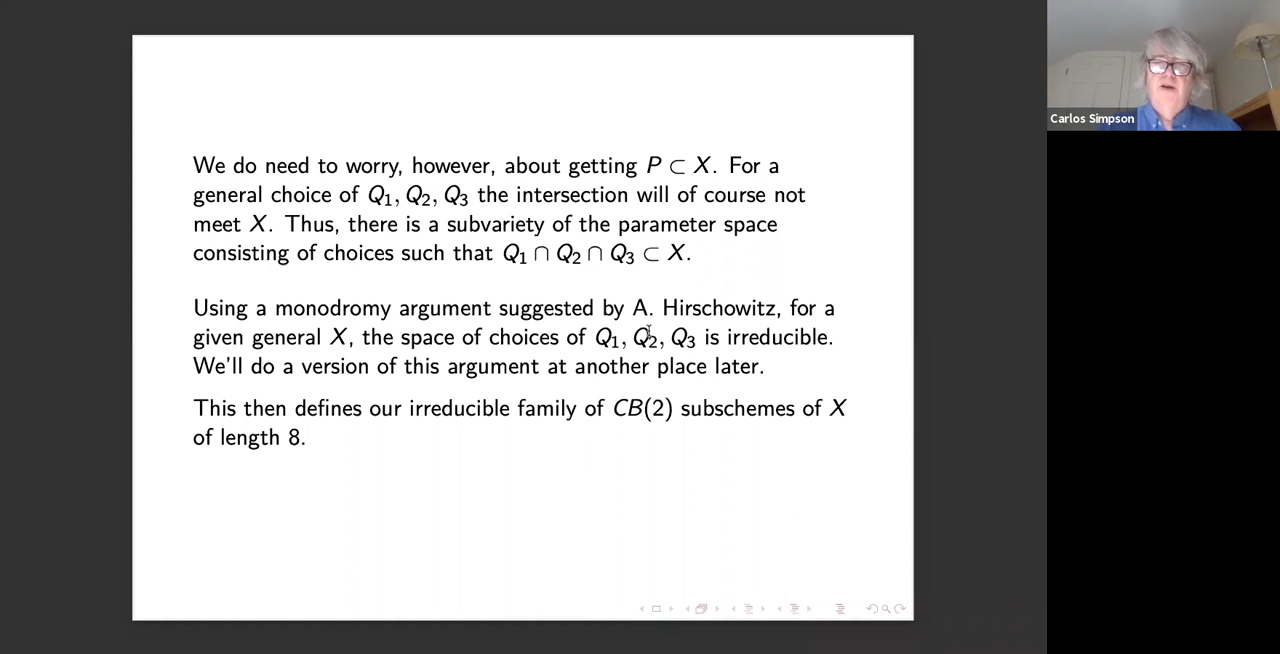 We do need to worry, however, about getting P ⊂ X. For a
general choice of Q₁, Q₂, Q₃ the intersection will of course not
meet X. Thus, there is a subvariety of the parameter space
consisting of choices such that Q₁ ∩ Q₂ ∩ Q₃ ⊂ X.
Using a monodromy argument suggested by A. Hirschowitz, for a
given general X, the space of choices of Q₁, Q₂, Q₃ is irreducible.
We'll do a version of this argument at another place later.
This then defines our irreducible family of CB(2) subschemes of X
of length 8.
Carlos Simpson